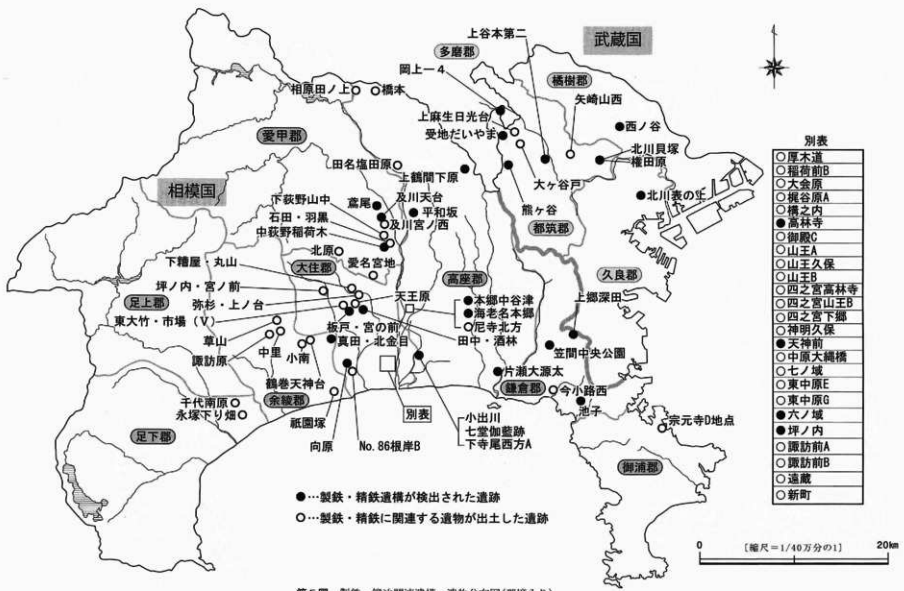 武蔵国
上谷本第二
多磨郡
岡上－4
橘樹郡
矢崎山西
相原田ノ上
橋本
西ノ谷
上麻生日光台
受地だいやま
愛甲郡
北川貝塚
権田原
田名塩田原
上鶴間下原
大ヶ谷戸
相模国
北川表の上
及川天台
下荻野山中
鳶尾
平和坂
熊ヶ谷
石田・羽黒
及川宮ノ西
都筑郡
中荻野稲荷木
北原
愛名宮地
下糟屋・丸山
大住郡
高座郡
久良郡
坪ノ内・宮ノ前
天王原
本郷中谷津
足上郡
弥杉・上ノ台
海老名本郷
上郷深田
東大竹・市場（Ⅴ）
尼寺北方
板戸・宮の前
田中・酒林
草山
真田・北金目
笠間中央公園
中里
小南
諏訪原
片瀬大源太
鶴巻天神台
今小路西
鎌倉郡
千代南原
余綾郡
池子
永塚下り畑
別表
宗元寺D地点
祇園塚
小出川
足下郡
七堂伽藍跡
向原
No.86根岸B
下寺尾西方A
御浦郡
●…製鉄・精鉄遺構が検出された遺跡
○…製鉄・精鉄に関連する遺物が出土した遺跡
別表
○厚木道
○稲荷前B
○大会原
○梶谷原A
○構之内
●高林寺
○御殿C
○山王A
○山王久保
○山王B
○四之宮高林寺
○四之宮山王B
○四之宮下郷
○神明久保
●天神前
○中原大縄橋
○七ノ域
○東中原E
○東中原G
●六ノ域
●坪ノ内
○諏訪前A
○諏訪前B
○遠蔵
○新町
[縮尺=1/40万分の1]
0
20km